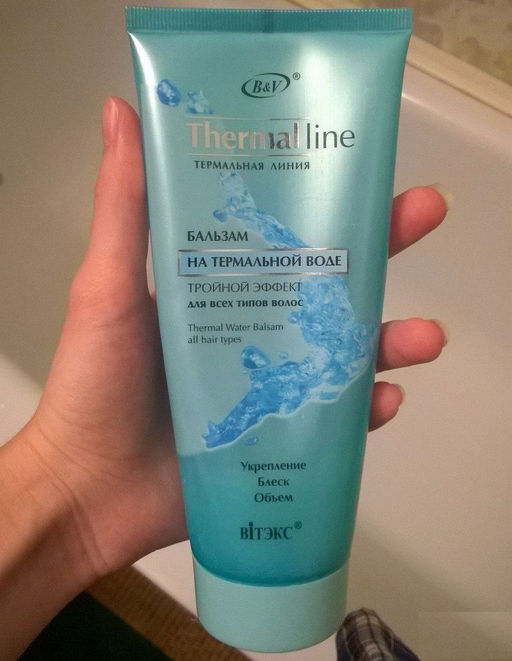 B&V®
Thermal line
ТЕРМАЛЬНАЯ ЛИНИЯ
БАЛЬЗАМ
НА ТЕРМАЛЬНОЙ ВОДЕ
ТРОЙНОЙ ЭФФЕКТ
для всех типов волос
Thermal Water Balsam
all hair types
Укрепление
Блеск
Объем
ВIТЭКС®